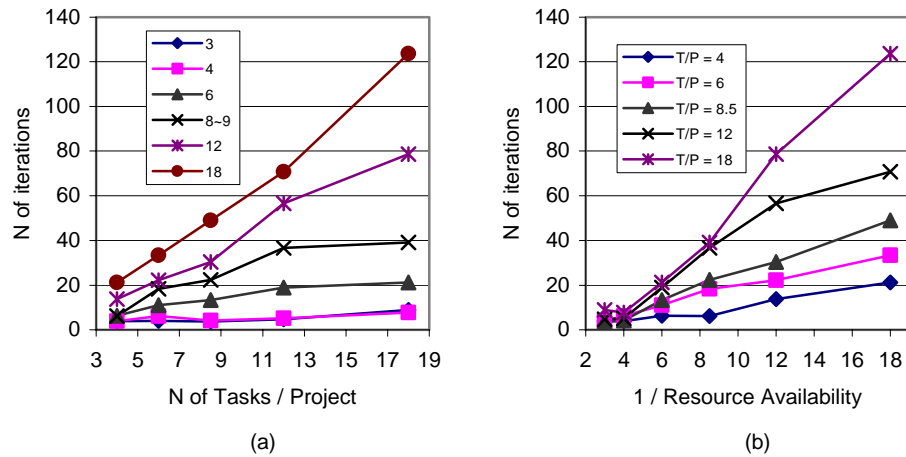 140
120
100
80
60
40
20
0
N of iterations
3
4
6
8~9
12
18
3 5 7 9 11 13 15 17 19
N of Tasks / Project
(a)
140
120
100
80
60
40
20
0
N of iterations
T/P = 4
T/P = 6
T/P = 8.5
T/P = 12
T/P = 18
2 4 6 8 10 12 14 16 18
1 / Resource Availability
(b)